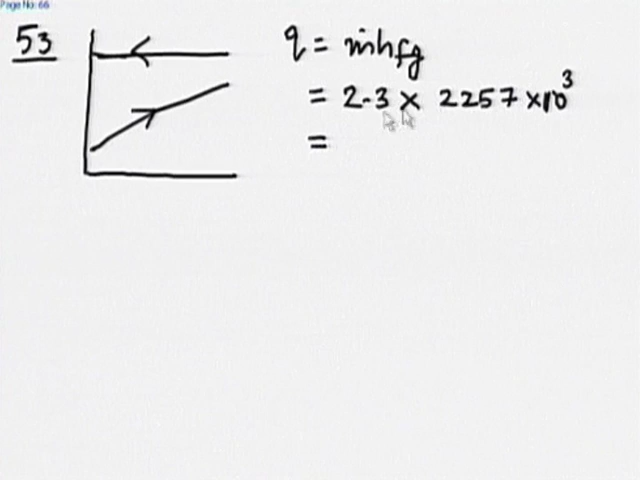 Page No: 66
53
q = ṁhfg
= 2.3 × 2257 ×10³
=